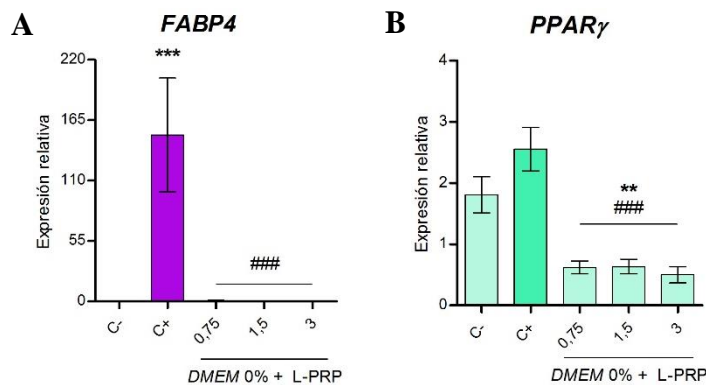 A
FABP4
Expresión relativa
220
165
110
55
0
***
###
C-
C+
0,75
1,5
3
DMEM 0% + L-PRP
B
PPARγ
Expresión relativa
4
3
2
1
0
**
###
C-
C+
0,75
1,5
3
DMEM 0% + L-PRP